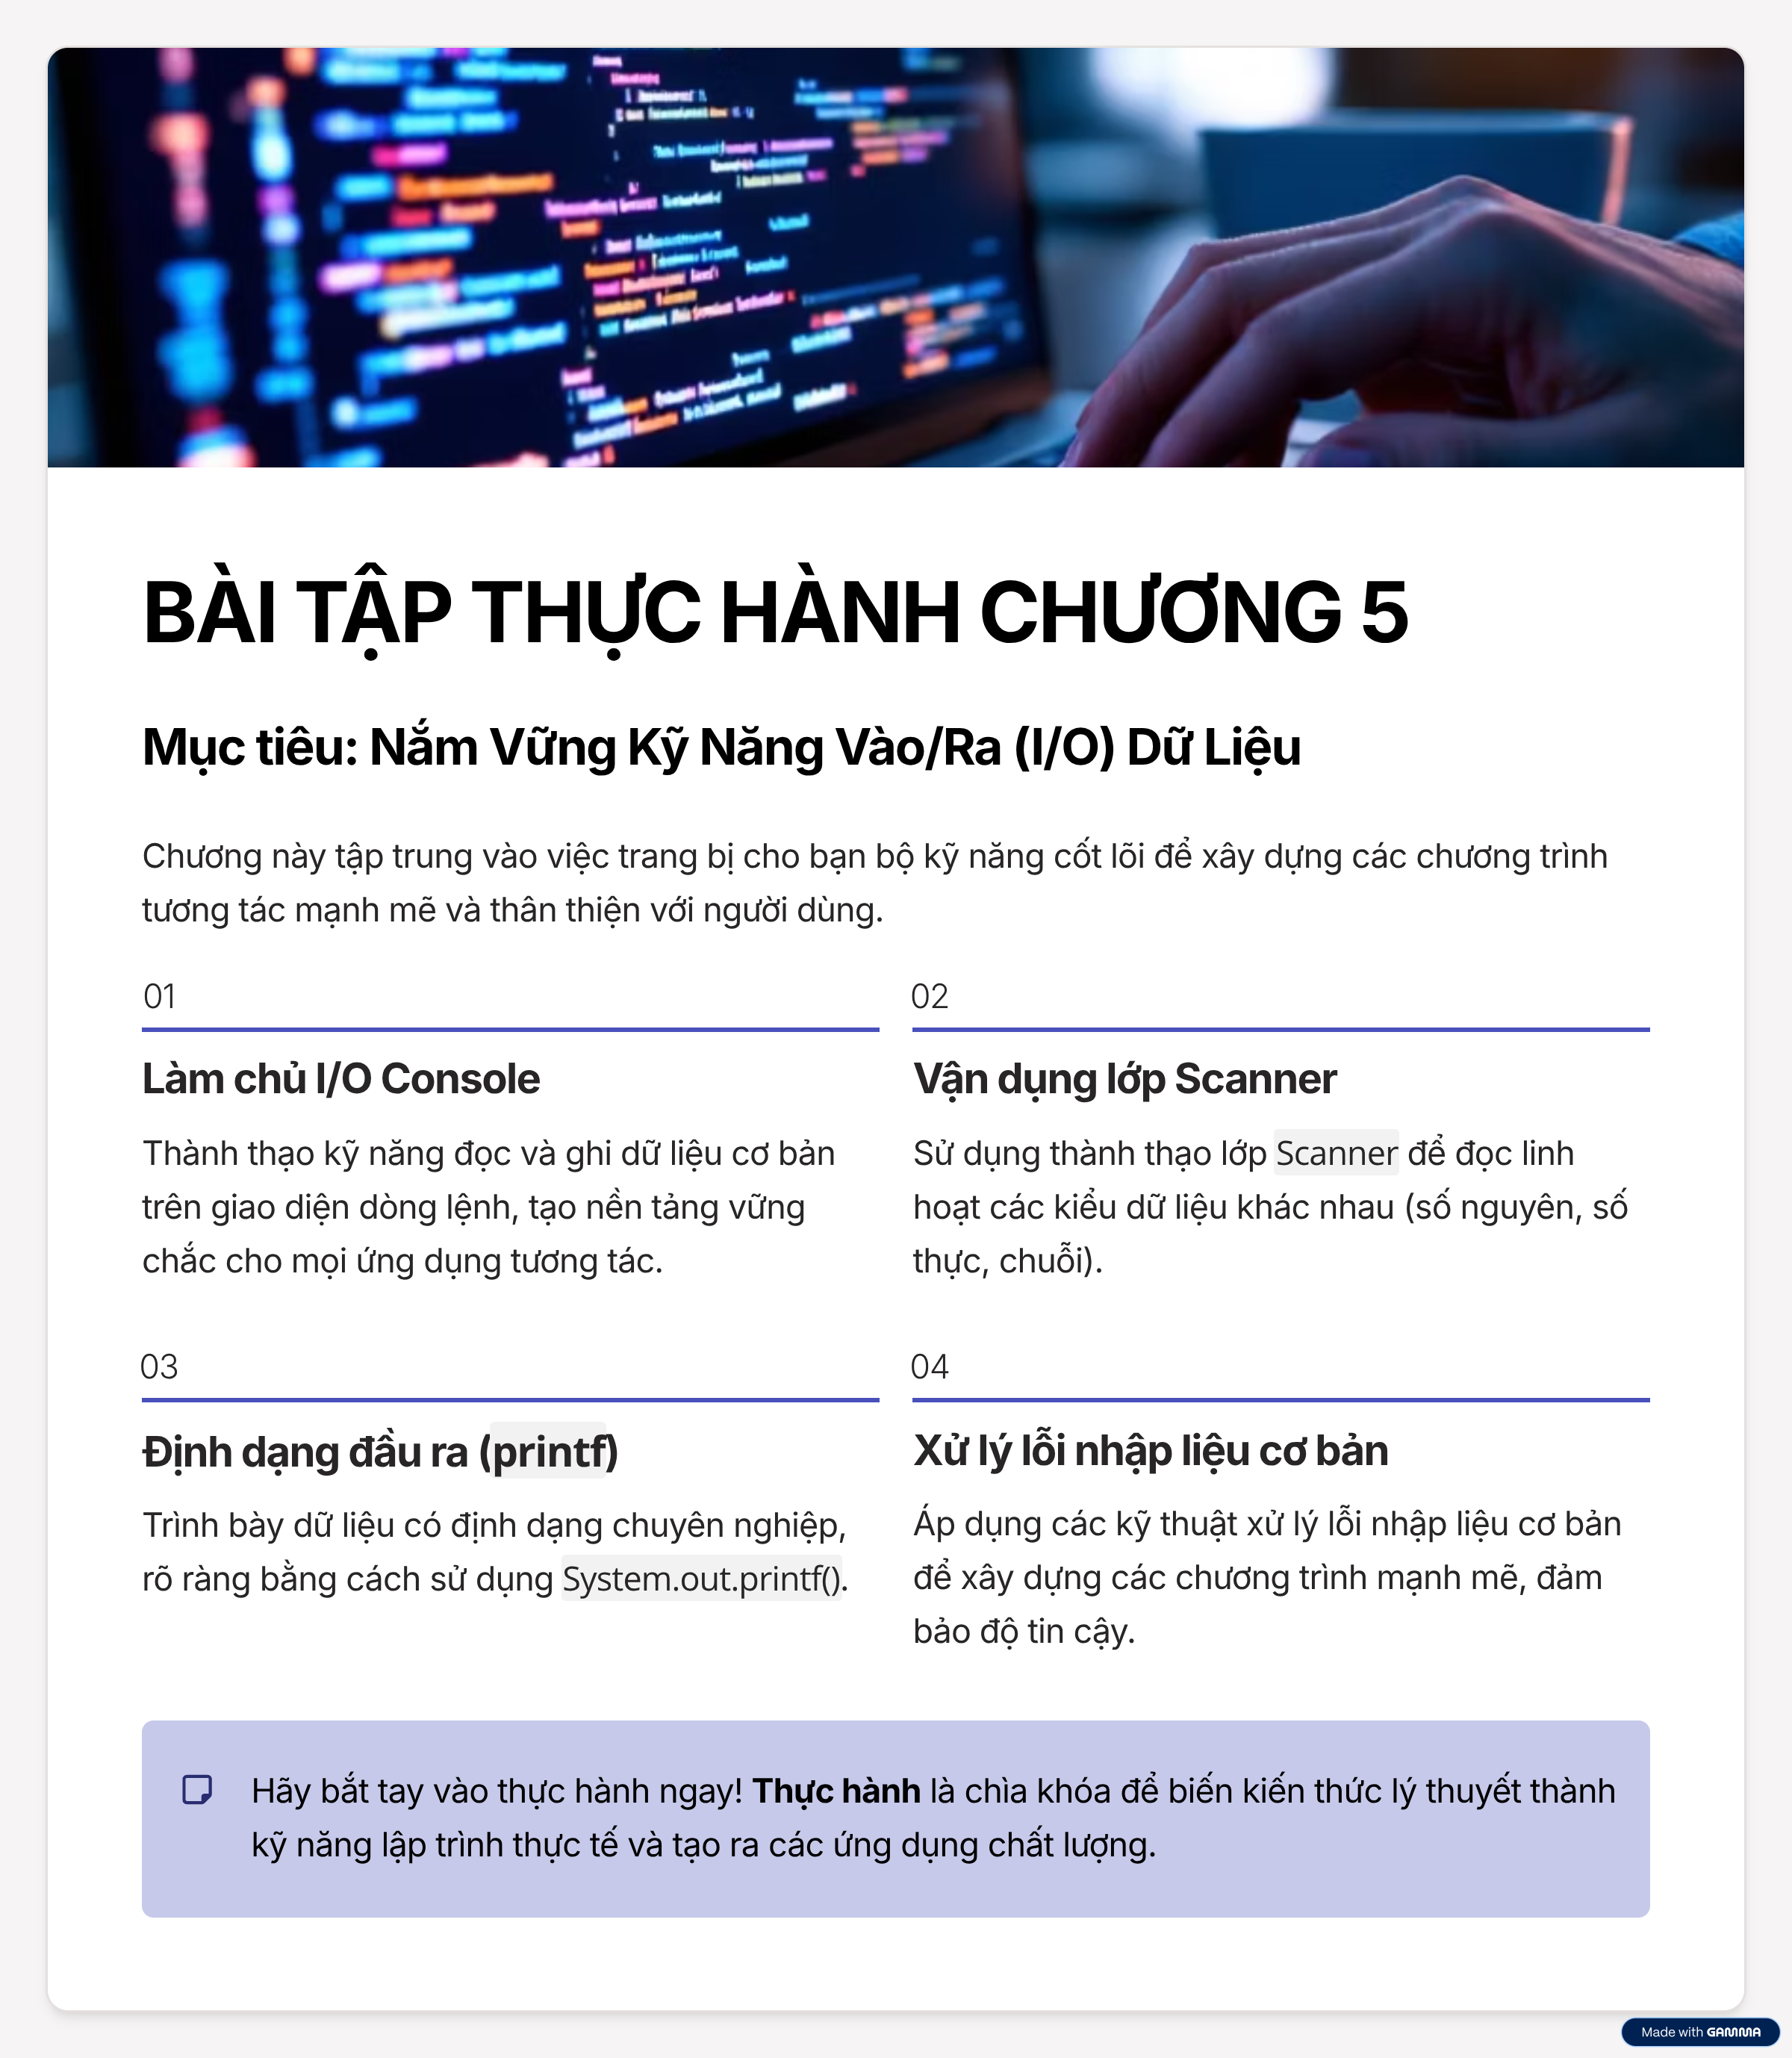 BÀI TẬP THỰC HÀNH CHƯƠNG 5
Mục tiêu: Nắm Vững Kỹ Năng Vào/Ra (I/O) Dữ Liệu
Chương này tập trung vào việc trang bị cho bạn bộ kỹ năng cốt lõi để xây dựng các chương trình
tương tác mạnh mẽ và thân thiện với người dùng.
01
Làm chủ I/O Console
Thành thạo kỹ năng đọc và ghi dữ liệu cơ bản
trên giao diện dòng lệnh, tạo nền tảng vững
chắc cho mọi ứng dụng tương tác.
02
Vận dụng lớp Scanner
Sử dụng thành thạo lớp Scanner để đọc linh
hoạt các kiểu dữ liệu khác nhau (số nguyên, số
thực, chuỗi).
03
Định dạng đầu ra (printf)
Trình bày dữ liệu có định dạng chuyên nghiệp,
rõ ràng bằng cách sử dụng System.out.printf().
04
Xử lý lỗi nhập liệu cơ bản
Áp dụng các kỹ thuật xử lý lỗi nhập liệu cơ bản
để xây dựng các chương trình mạnh mẽ, đảm
bảo độ tin cậy.
Hãy bắt tay vào thực hành ngay! Thực hành là chìa khóa để biến kiến thức lý thuyết thành
kỹ năng lập trình thực tế và tạo ra các ứng dụng chất lượng.
Made with GAMMA